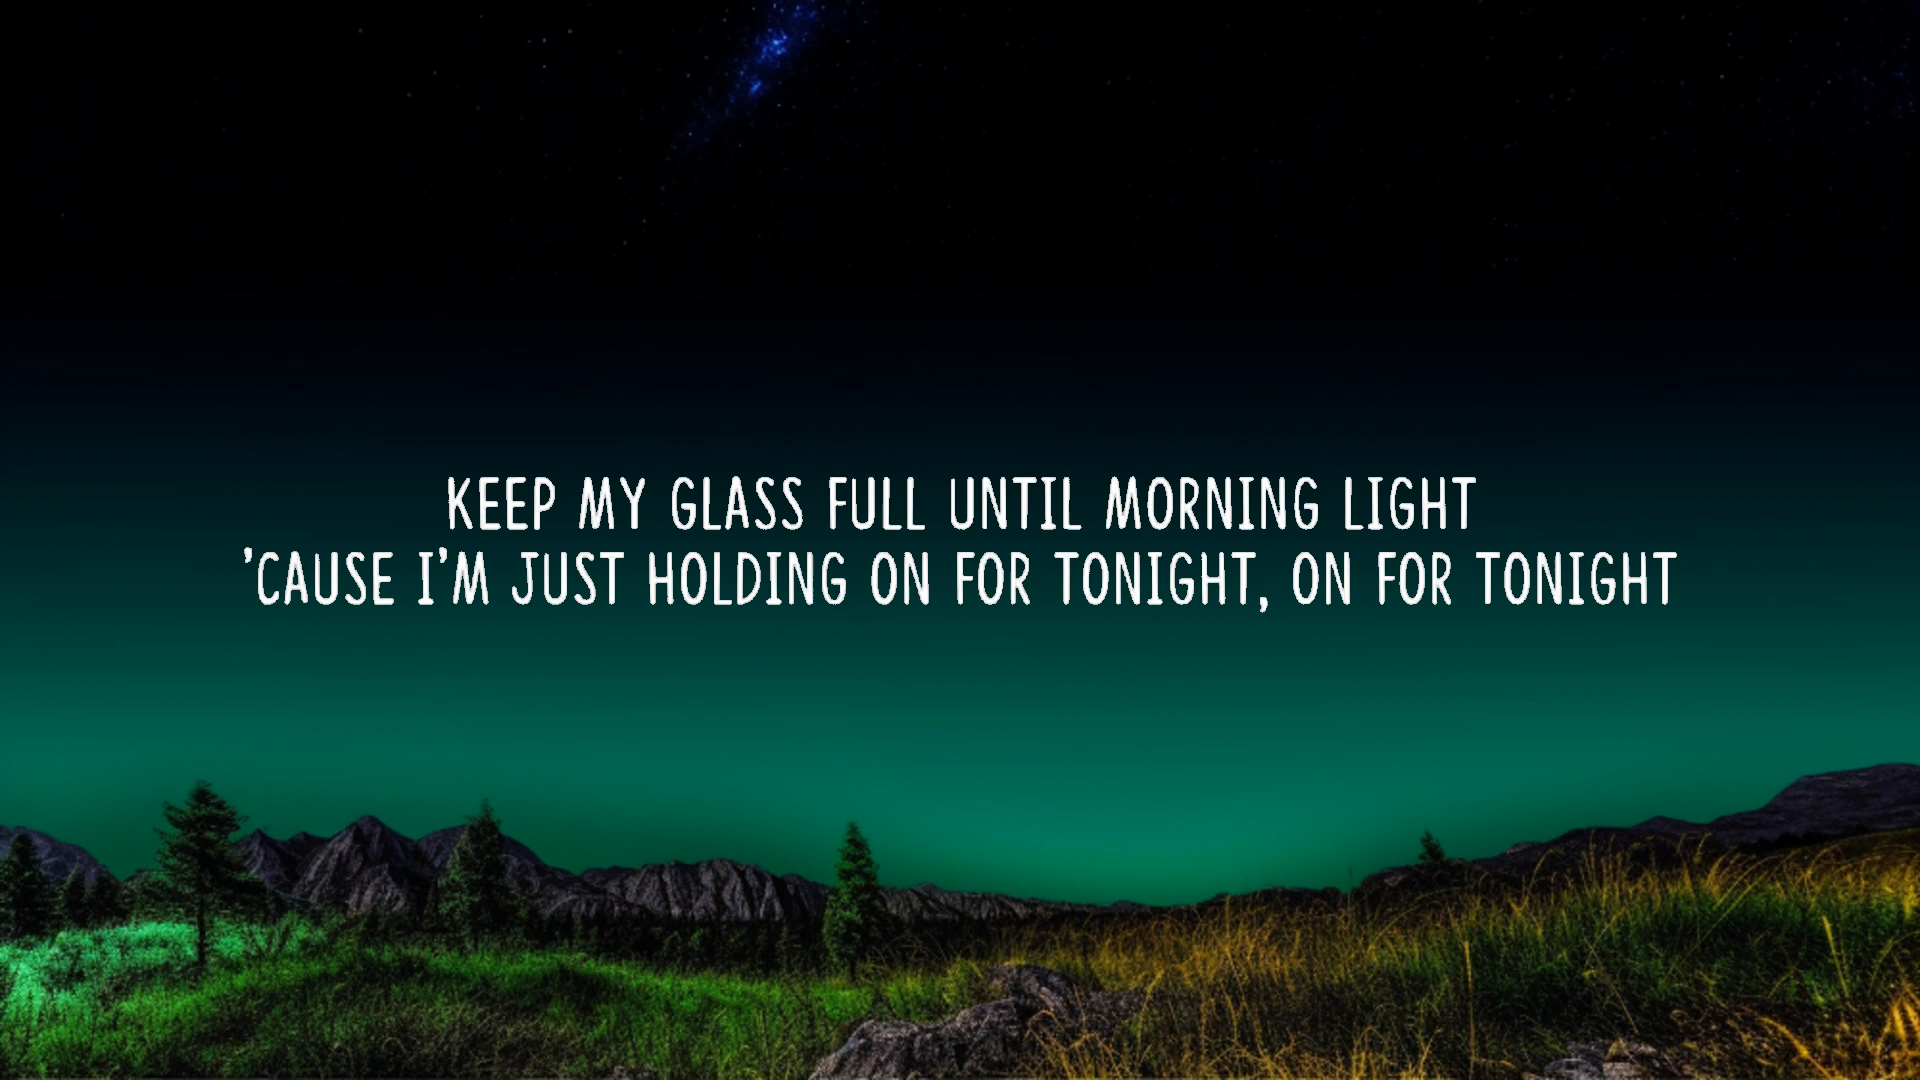 KEEP MY GLASS FULL UNTIL MORNING LIGHT
'CAUSE I'M JUST HOLDING ON FOR TONIGHT, ON FOR TONIGHT